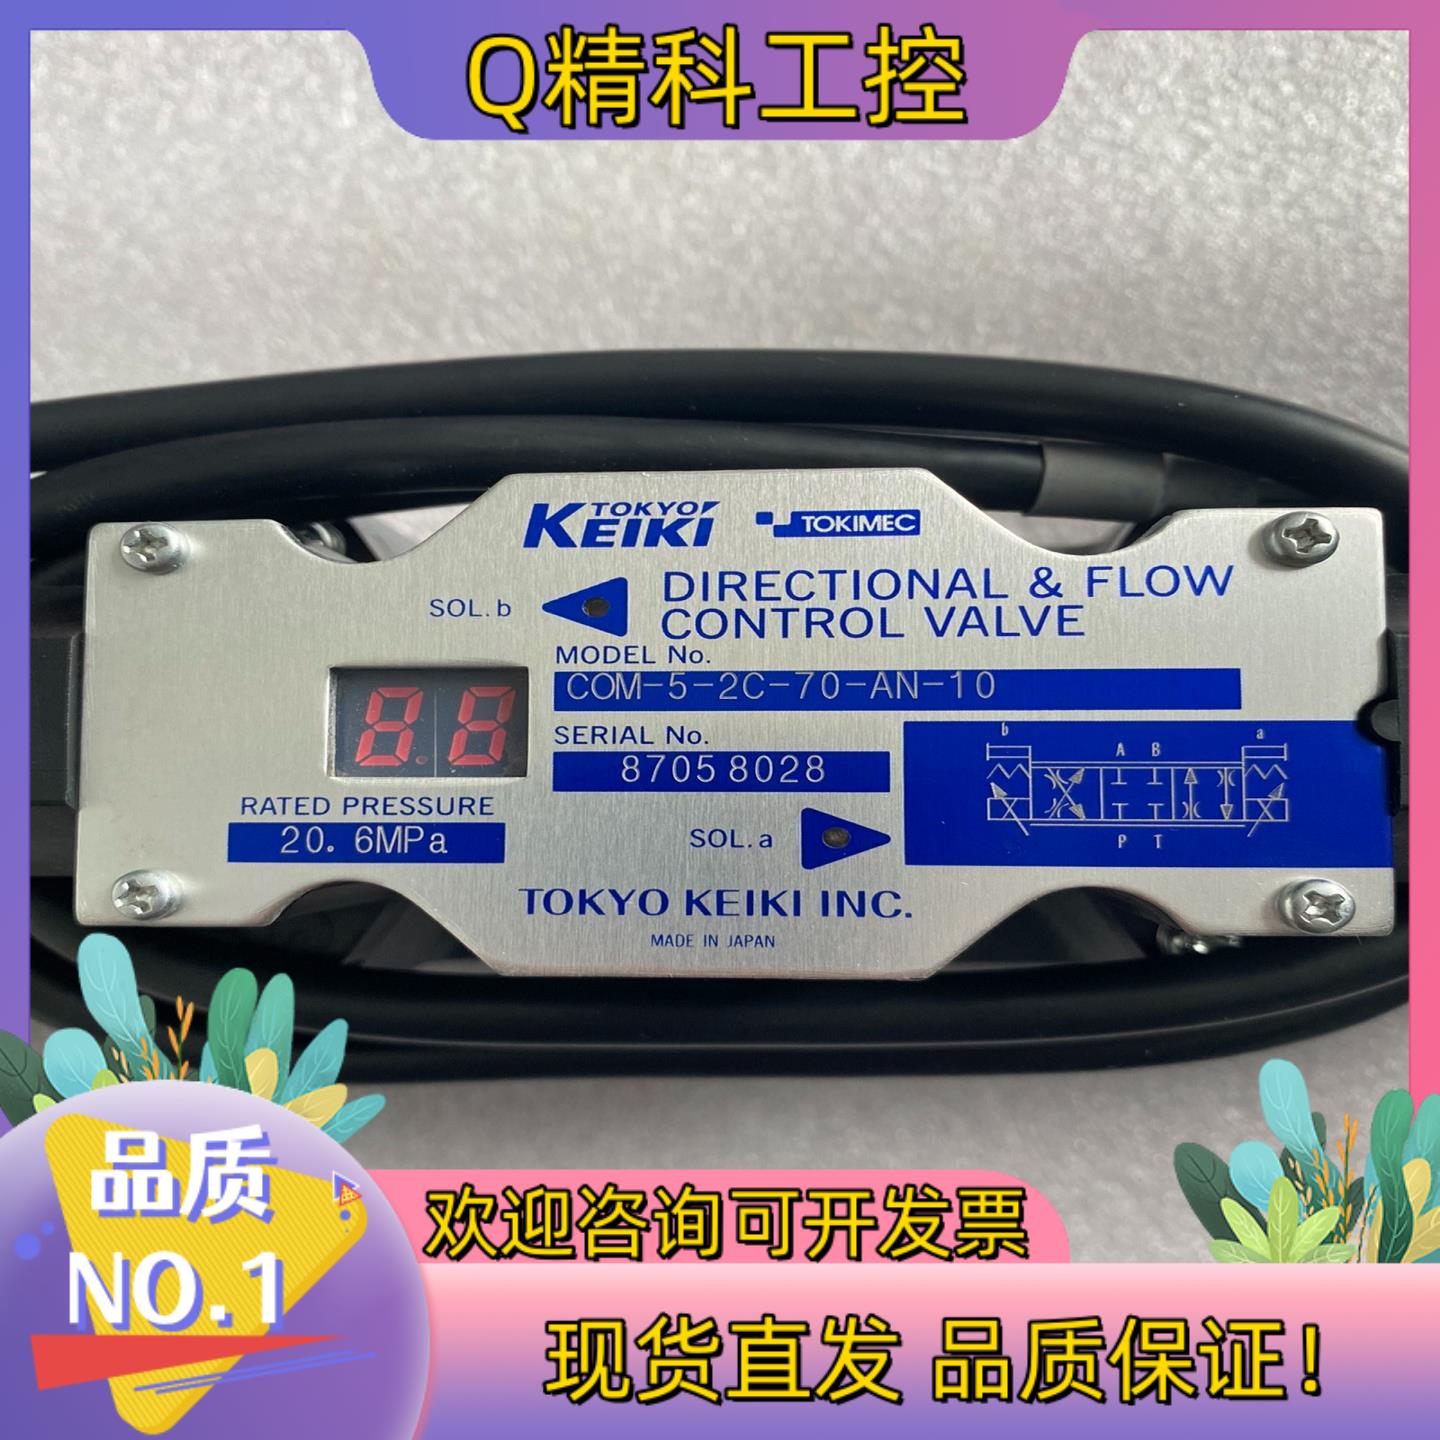 Q精科工控
TOKYO
KEIKI
TOKIMEC
DIRECTIONAL & FLOW
CONTROL VALVE
SOL.b
MODEL No.
COM-5-2C-70-AN-10
SERIAL No.
87058028
8.8
RATED PRESSURE
20.6MPa
b
a
A B
P T
SOL.a
TOKYO KEIKI INC.
MADE IN JAPAN
品质
NO.1
欢迎咨询可开发票
现货直发 品质保证!